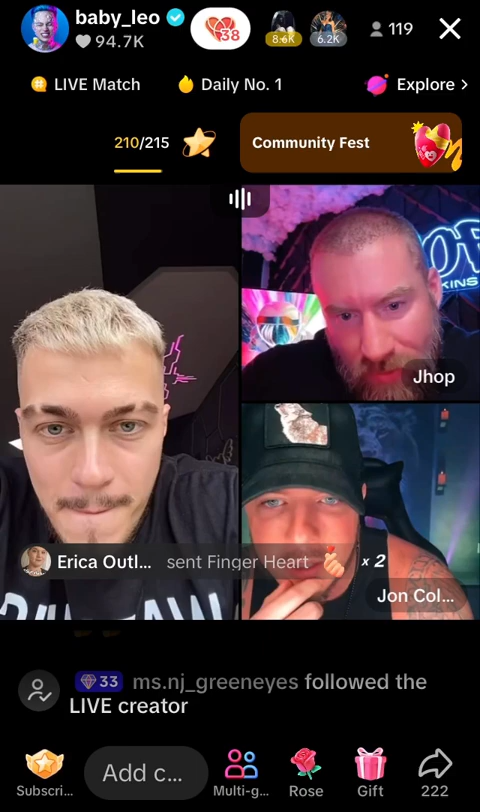 baby_leo
94.7K
38
8.6K
6.2K
119
LIVE Match
Daily No. 1
Explore >
210/215
Community Fest
KINS
Jhop
Erica Outl... sent Finger Heart x 2
Jon Col...
33 ms.nj_greeneyes followed the
LIVE creator
Subscri...
Add c...
Multi-g...
Rose
Gift
222